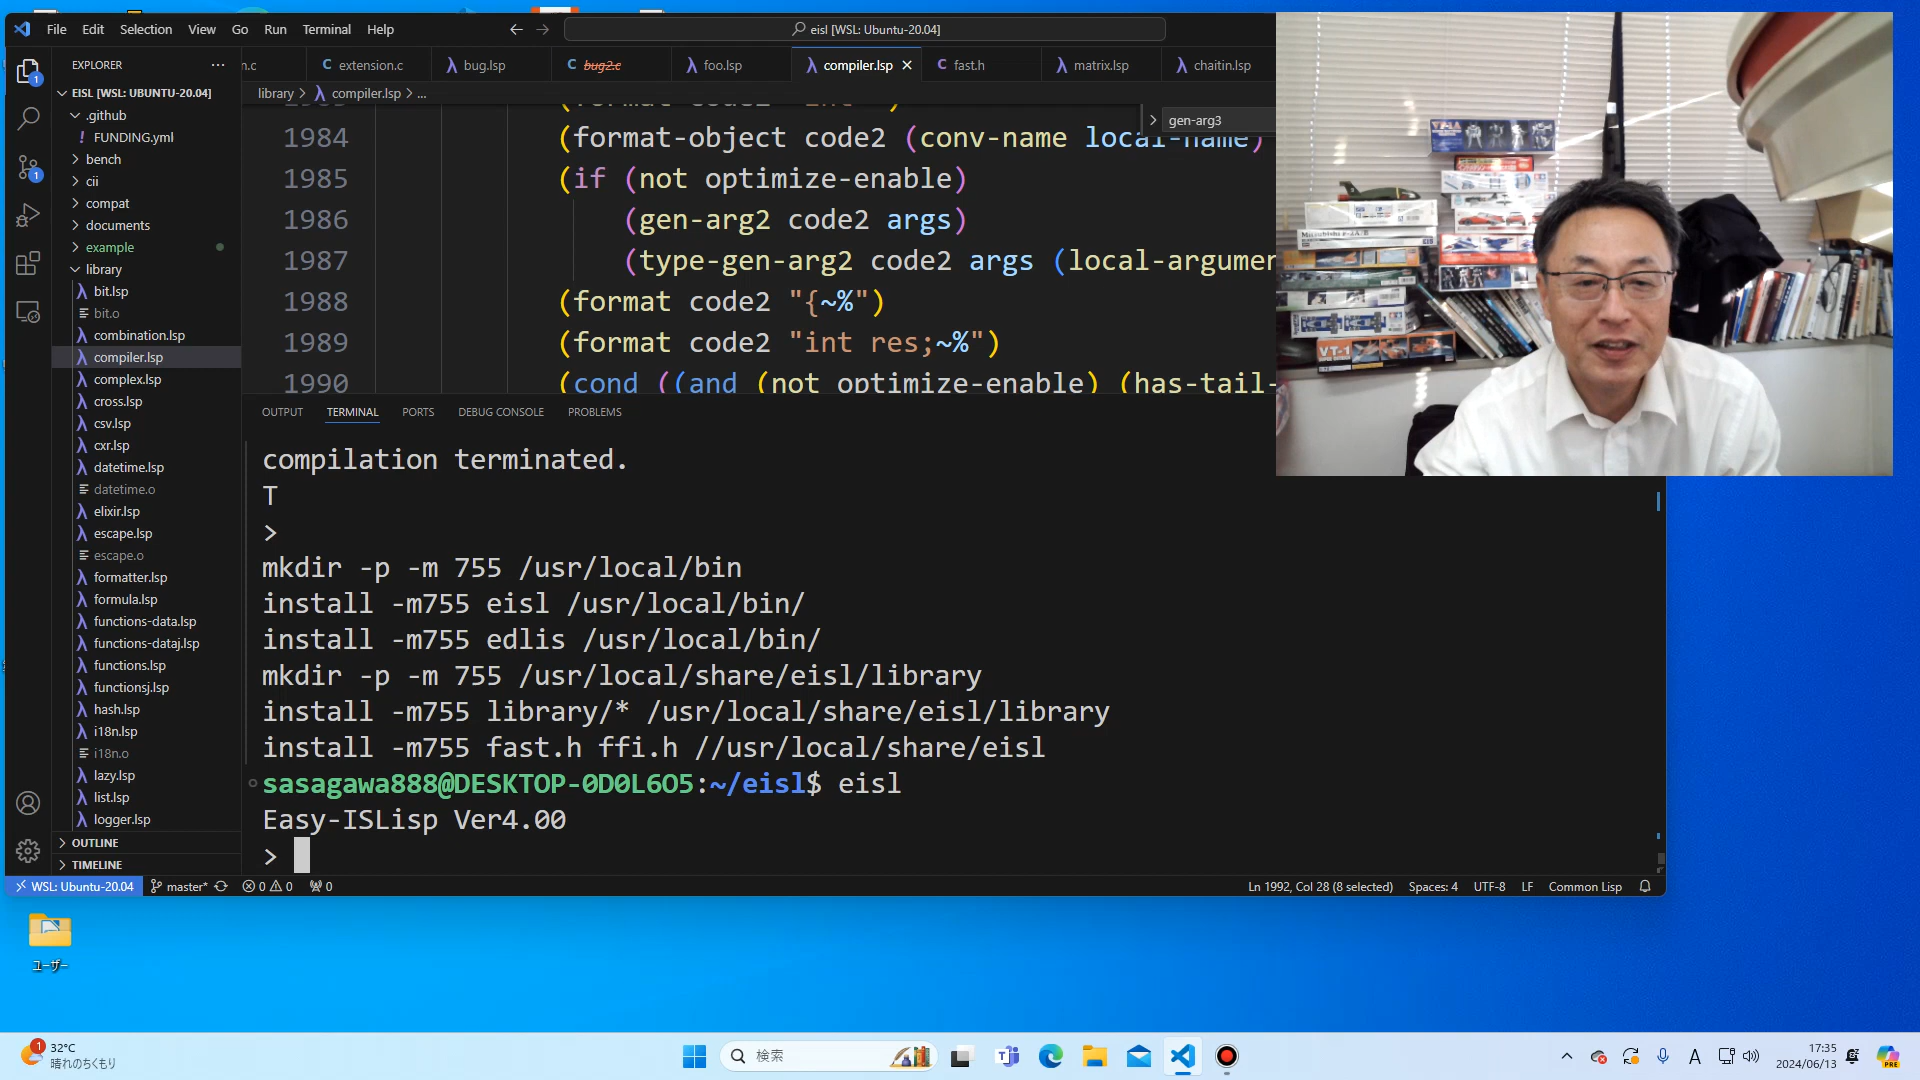 File Edit Selection View Go Run Terminal Help
eisl [WSL: Ubuntu-20.04]
EXPLORER
n.c extension.c bug.lsp bug2.c foo.lsp compiler.lsp fast.h matrix.lsp chaitin.lsp
library > compiler.lsp > ...
EISL [WSL: UBUNTU-20.04]
.github
FUNDING.yml
bench
cii
compat
documents
example
library
bit.lsp
bit.o
combination.lsp
compiler.lsp
complex.lsp
cross.lsp
csv.lsp
cxr.lsp
datetime.lsp
datetime.o
elixir.lsp
escape.lsp
escape.o
formatter.lsp
formula.lsp
functions-data.lsp
functions-dataj.lsp
functions.lsp
functionsj.lsp
hash.lsp
i18n.lsp
i18n.o
lazy.lsp
list.lsp
logger.lsp
OUTLINE
TIMELINE
gen-arg3
1984 (format-object code2 (conv-name local-name)
1985 (if (not optimize-enable)
1986 (gen-arg2 code2 args)
1987 (type-gen-arg2 code2 args (local-argumen
1988 (format code2 "{~%")
1989 (format code2 "int res;~%")
1990 (cond ((and (not optimize-enable) (has-tail-
OUTPUT TERMINAL PORTS DEBUG CONSOLE PROBLEMS
compilation terminated.
T
>
mkdir -p -m 755 /usr/local/bin
install -m755 eisl /usr/local/bin/
install -m755 edlis /usr/local/bin/
mkdir -p -m 755 /usr/local/share/eisl/library
install -m755 library/* /usr/local/share/eisl/library
install -m755 fast.h ffi.h //usr/local/share/eisl
sasagawa888@DESKTOP-0D0L6O5:~/eisl$ eisl
Easy-ISLisp Ver4.00
>
WSL: Ubuntu-20.04 master* 0 0 0 Ln 1992, Col 28 (8 selected) Spaces: 4 UTF-8 LF Common Lisp
VT-1
ユーザー
1 32°C
晴れのちくもり
検索
A
17:35
2024/06/13
PRE